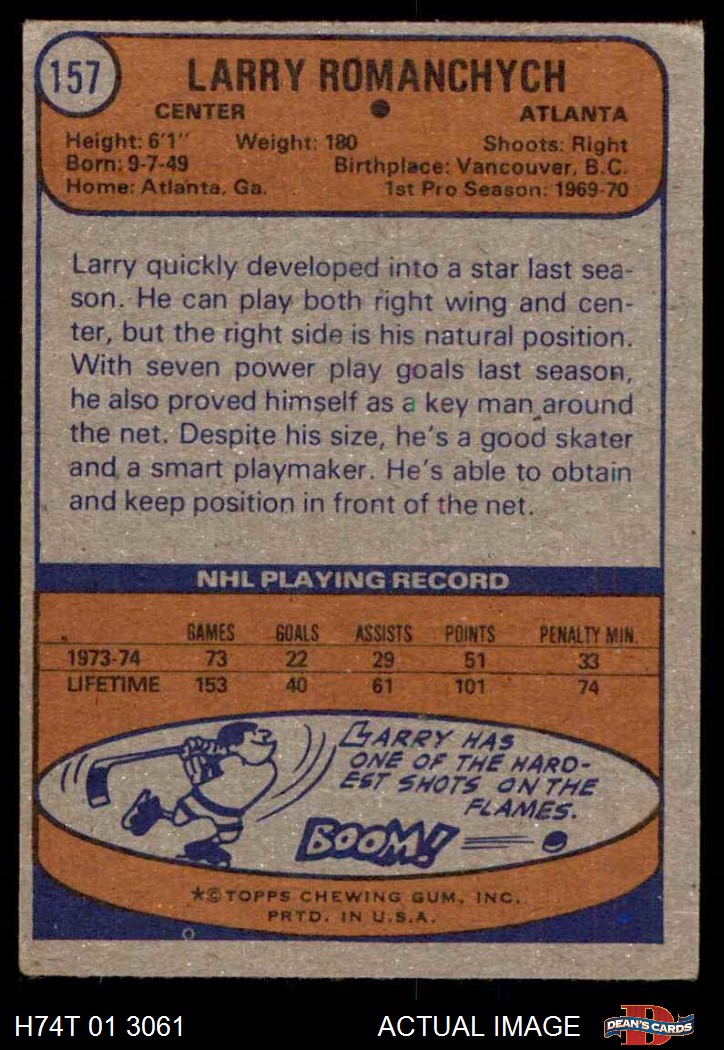 157
LARRY ROMANCHYCH
CENTER ATLANTA
Height: 6'1" Weight: 180 Shoots: Right
Born: 9-7-49 Birthplace: Vancouver, B.C.
Home: Atlanta, Ga. 1st Pro Season: 1969-70
Larry quickly developed into a star last sea-
son. He can play both right wing and cen-
ter, but the right side is his natural position.
With seven power play goals last season,
he also proved himself as a key man around
the net. Despite his size, he's a good skater
and a smart playmaker. He's able to obtain
and keep position in front of the net.
NHL PLAYING RECORD
GAMES GOALS ASSISTS POINTS PENALTY MIN.
1973-74 73 22 29 51 33
LIFETIME 153 40 61 101 74
LARRY HAS
ONE OF THE HARD-
EST SHOTS ON THE
FLAMES.
BOOM!
*©TOPPS CHEWING GUM, INC.
PRTD. IN U.S.A.
H74T 01 3061 ACTUAL IMAGE DEAN'S CARDS